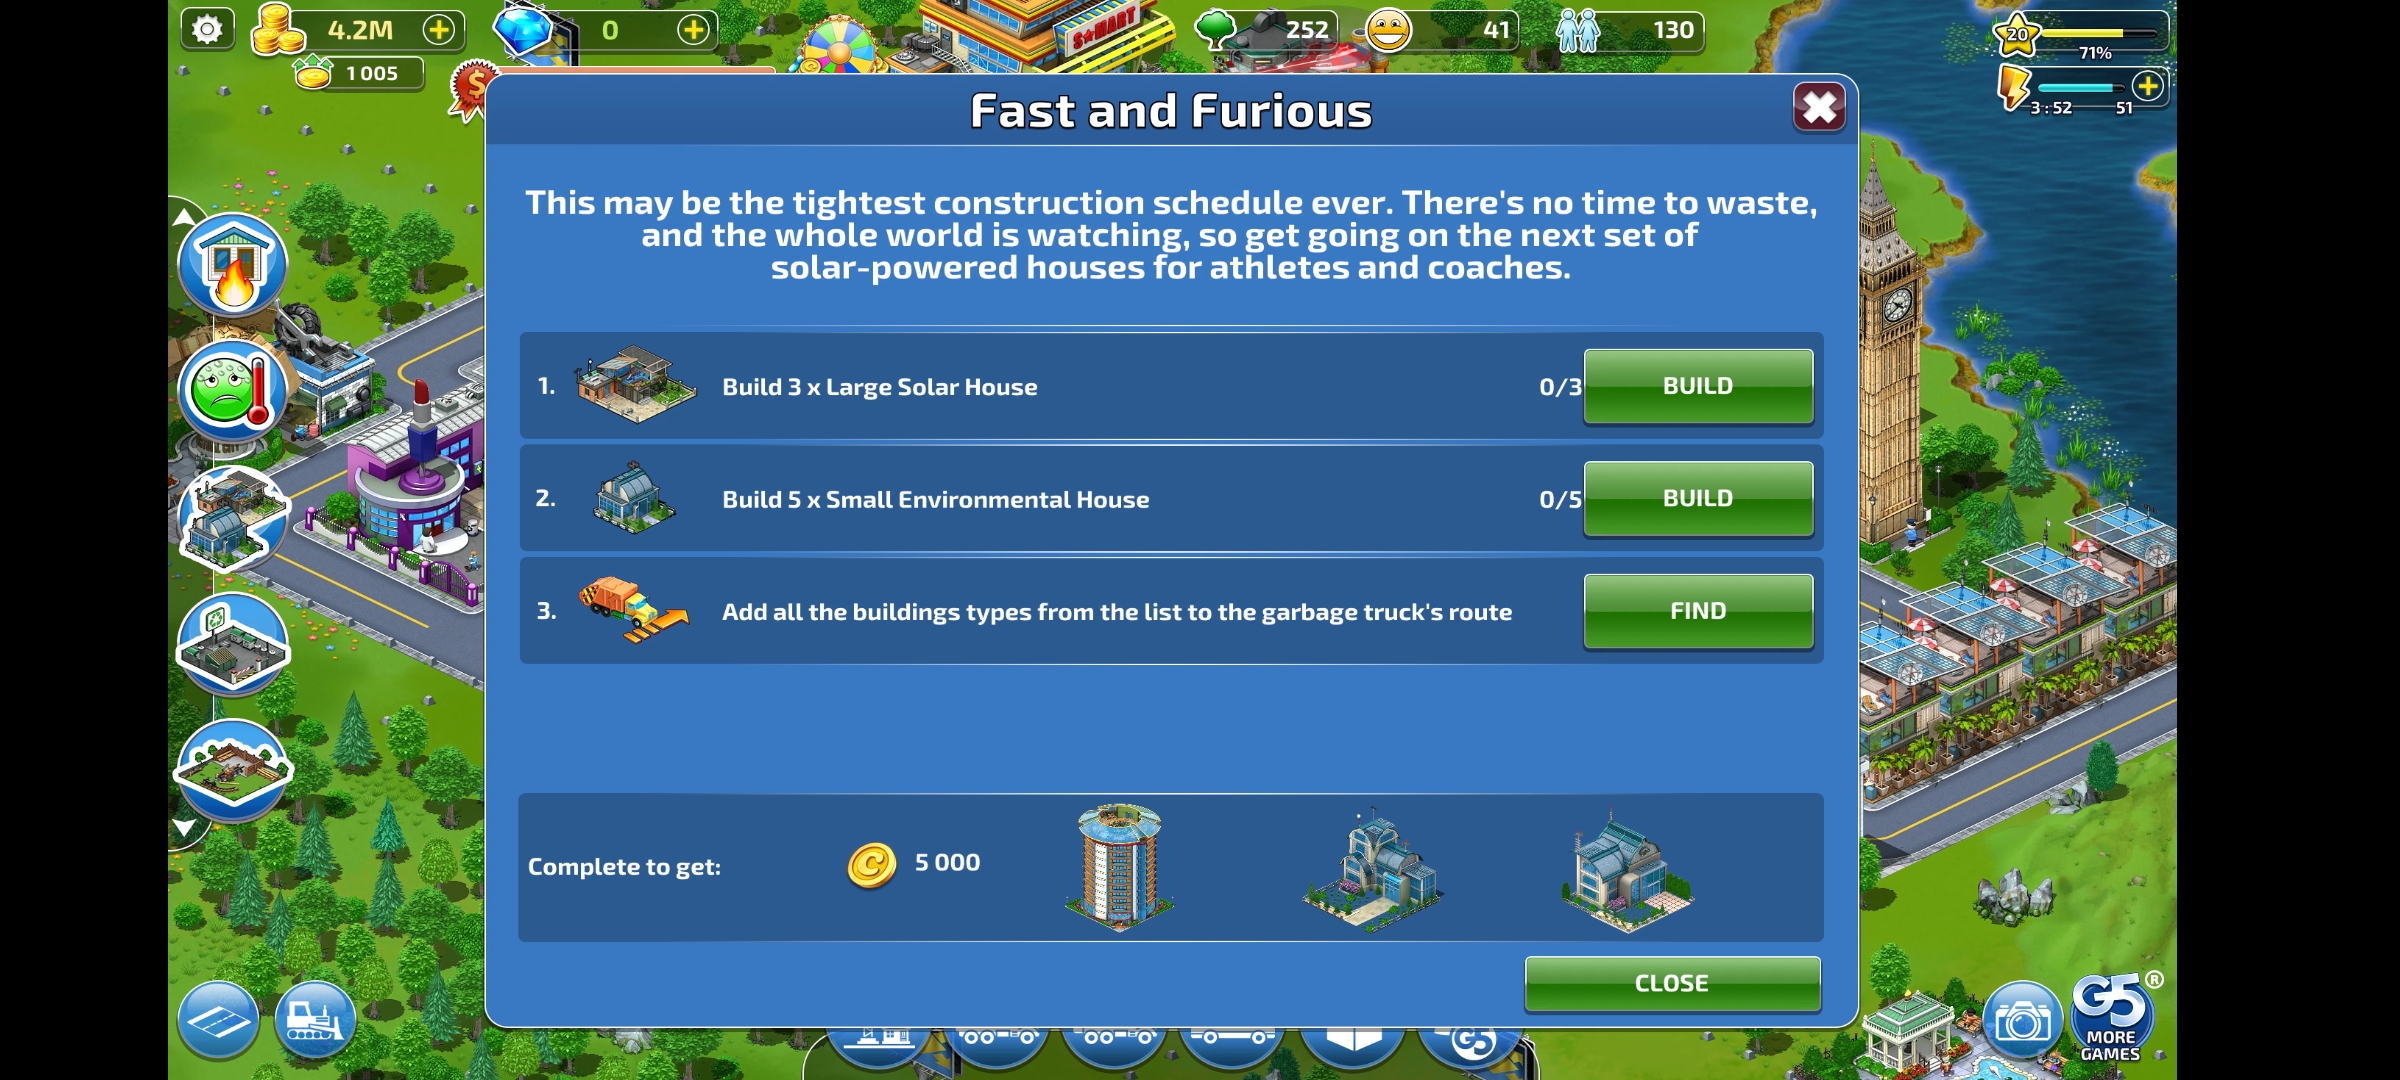 4.2M
0
252
41
130
20
71%
1 005
3:52
51
S★MART
$
Fast and Furious
This may be the tightest construction schedule ever. There's no time to waste,
and the whole world is watching, so get going on the next set of
solar-powered houses for athletes and coaches.
1.
Build 3 x Large Solar House
0/3
BUILD
2.
Build 5 x Small Environmental House
0/5
BUILD
3.
Add all the buildings types from the list to the garbage truck's route
FIND
Complete to get:
C
5 000
CLOSE
G5
G5®
MORE
GAMES